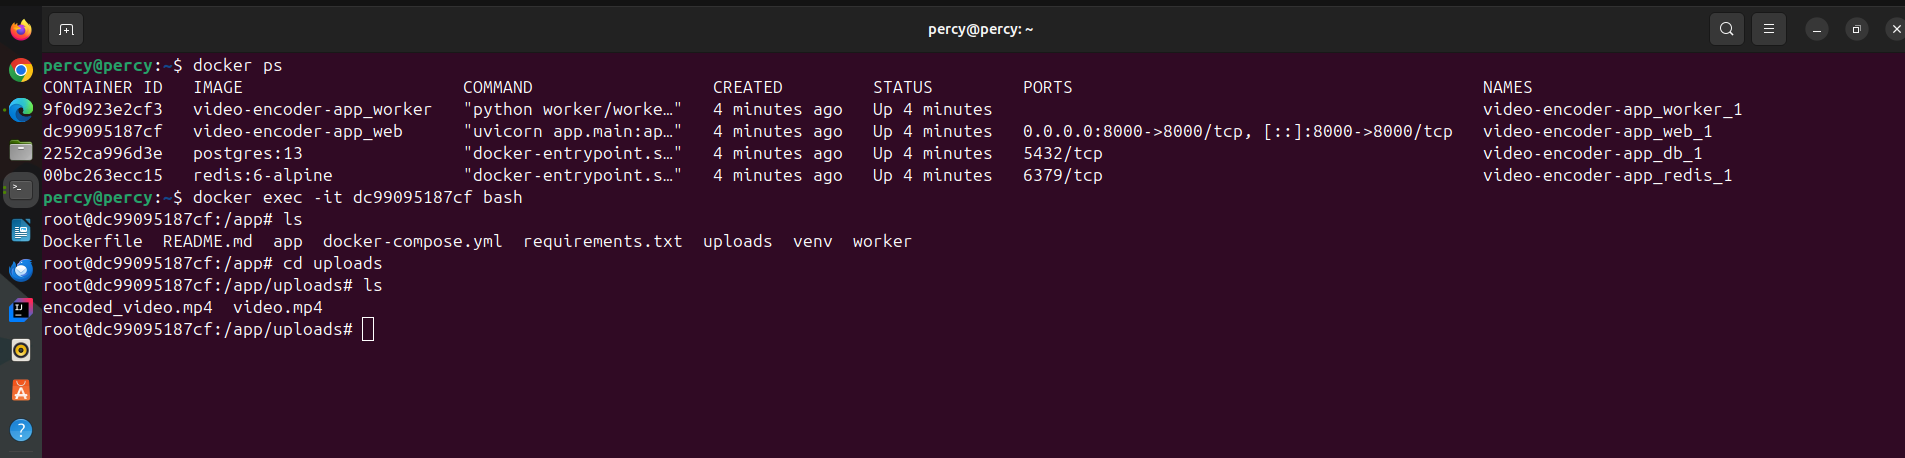 percy@percy: ~
percy@percy:~$ docker ps
CONTAINER ID   IMAGE                      COMMAND                  CREATED         STATUS         PORTS                                         NAMES
9f0d923e2cf3   video-encoder-app_worker   "python worker/worke…"   4 minutes ago   Up 4 minutes                                                 video-encoder-app_worker_1
dc99095187cf   video-encoder-app_web      "uvicorn app.main:ap…"   4 minutes ago   Up 4 minutes   0.0.0.0:8000->8000/tcp, [::]:8000->8000/tcp   video-encoder-app_web_1
2252ca996d3e   postgres:13                "docker-entrypoint.s…"   4 minutes ago   Up 4 minutes   5432/tcp                                      video-encoder-app_db_1
00bc263ecc15   redis:6-alpine             "docker-entrypoint.s…"   4 minutes ago   Up 4 minutes   6379/tcp                                      video-encoder-app_redis_1
percy@percy:~$ docker exec -it dc99095187cf bash
root@dc99095187cf:/app# ls
Dockerfile  README.md  app  docker-compose.yml  requirements.txt  uploads  venv  worker
root@dc99095187cf:/app# cd uploads
root@dc99095187cf:/app/uploads# ls
encoded_video.mp4  video.mp4
root@dc99095187cf:/app/uploads#